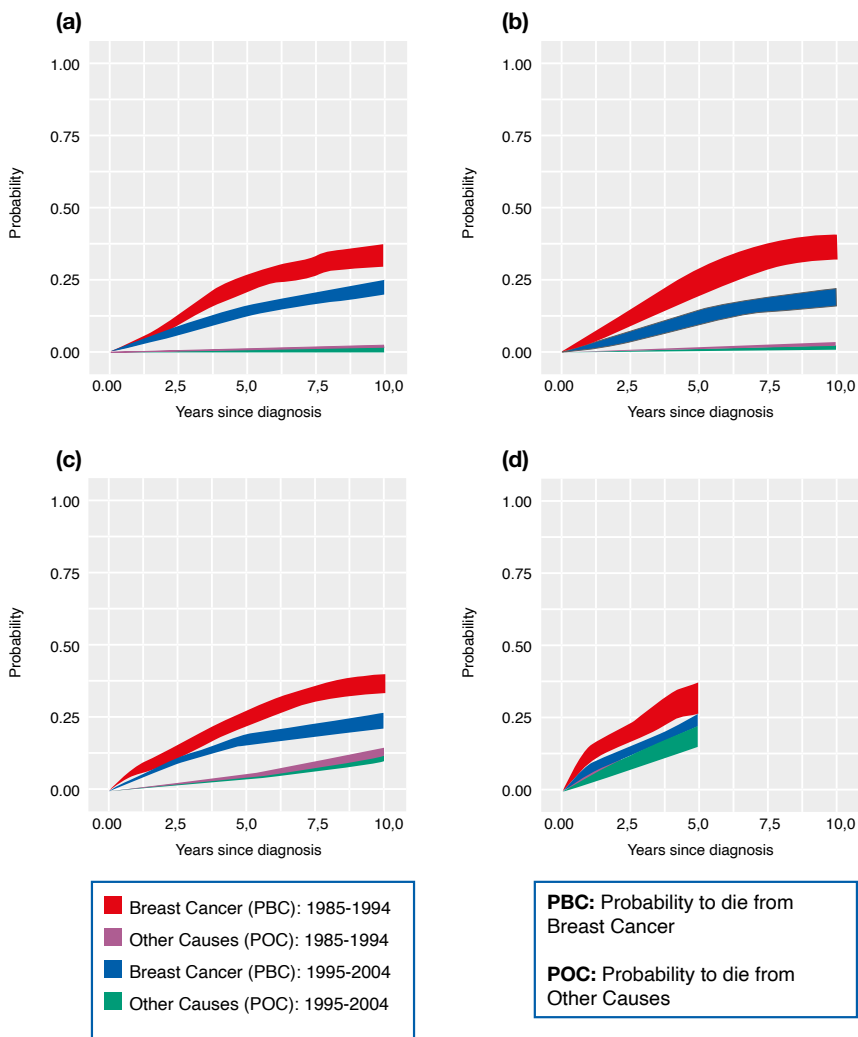 (a)
1.00
0.75
0.50
0.25
0.00
Probability
0.00 2,5 5,0 7,5 10,0
Years since diagnosis
(b)
1.00
0.75
0.50
0.25
0.00
Probability
0.00 2,5 5,0 7,5 10,0
Years since diagnosis
(c)
1.00
0.75
0.50
0.25
0.00
Probability
0.00 2,5 5,0 7,5 10,0
Years since diagnosis
(d)
1.00
0.75
0.50
0.25
0.00
Probability
0.00 2,5 5,0 7,5 10,0
Years since diagnosis
Breast Cancer (PBC): 1985-1994
Other Causes (POC): 1985-1994
Breast Cancer (PBC): 1995-2004
Other Causes (POC): 1995-2004
PBC: Probability to die from
Breast Cancer
POC: Probability to die from
Other Causes